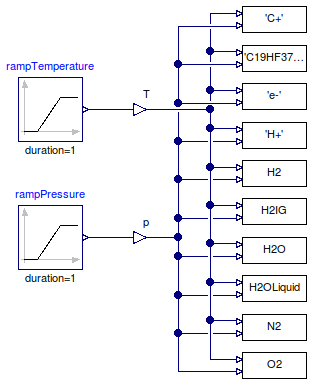 'C+'
rampTemperature
'C19HF37...
T
'e-'
duration=1
'H+'
H2
rampPressure
H2IG
p
H2O
duration=1
H2OLiquid
N2
O2